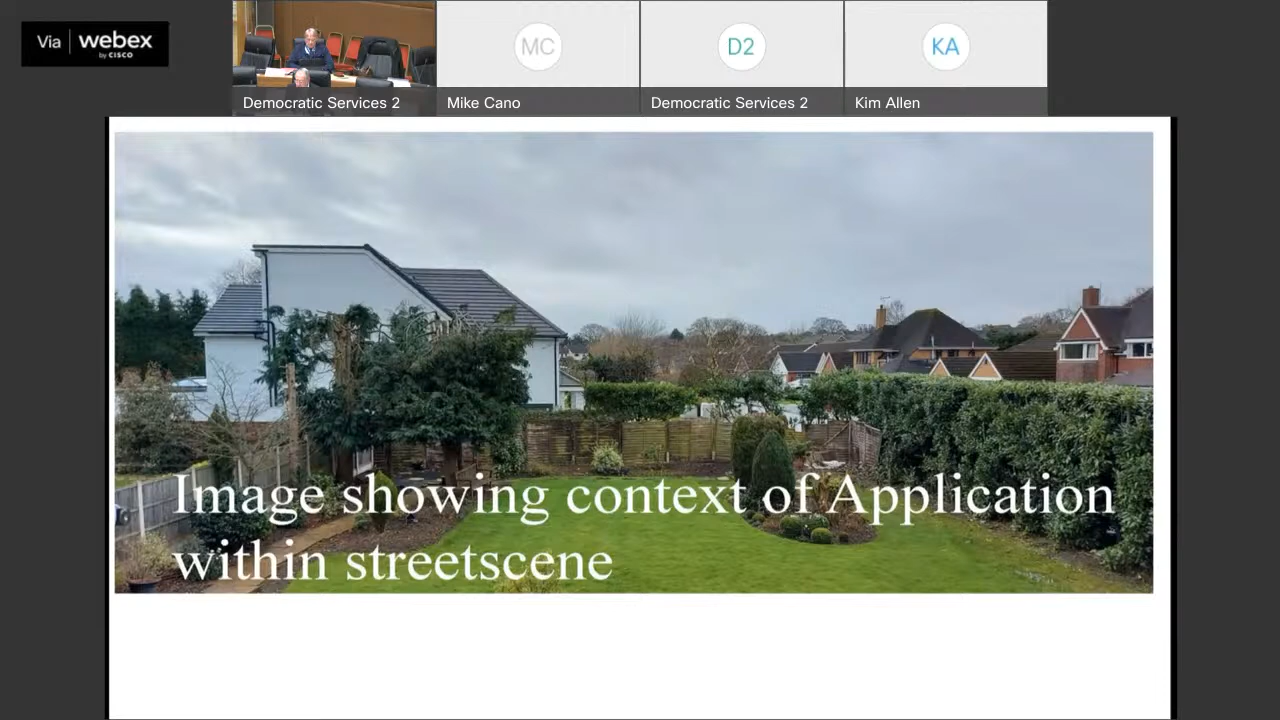 Via webex
by CISCO
Democratic Services 2
MC
Mike Cano
D2
Democratic Services 2
KA
Kim Allen
Image showing context of Application
within streetscene